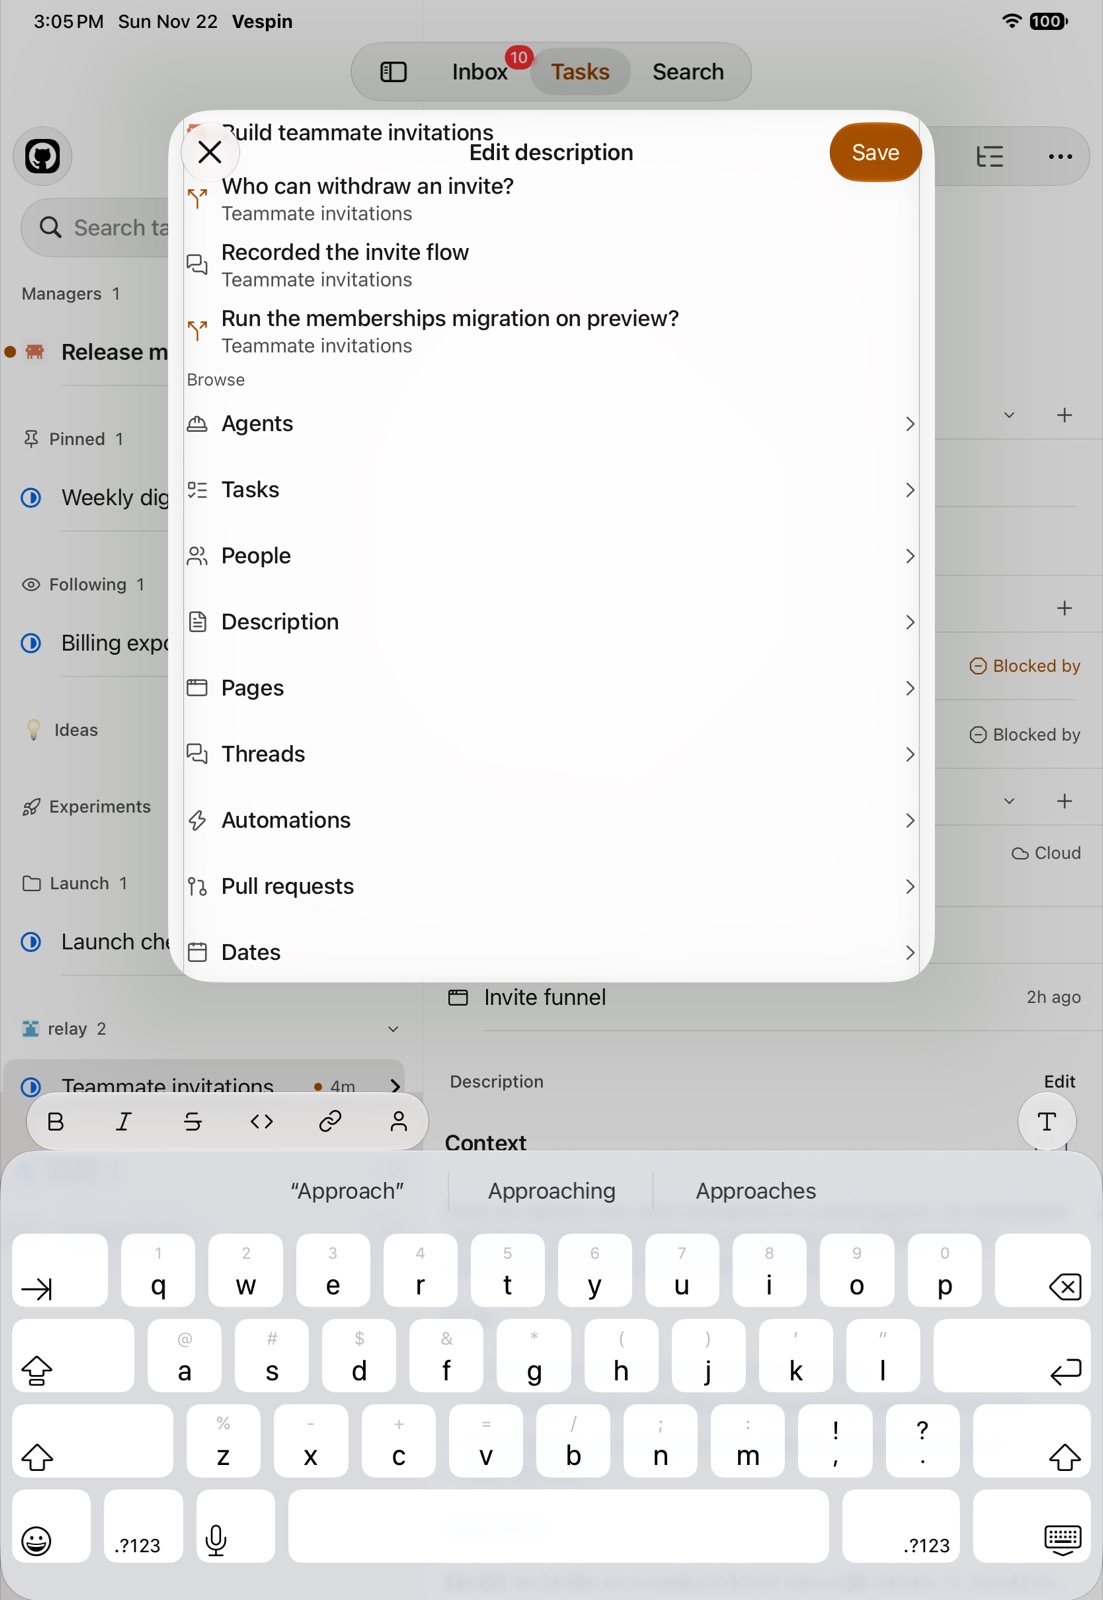 3:05 PM Sun Nov 22 Vespin
100
Inbox 10 Tasks Search
Build teammate invitations
Edit description
Save
Who can withdraw an invite?
Teammate invitations
Recorded the invite flow
Teammate invitations
Run the memberships migration on preview?
Teammate invitations
Browse
Agents
Tasks
People
Description
Pages
Threads
Automations
Pull requests
Dates
Search
Managers 1
Release
Pinned 1
Weekly
Following 1
Billing
Ideas
Experiments
Launch 1
Launch
relay 2
Teammate invitations 4m
Blocked by
Blocked by
Cloud
Invite funnel 2h ago
Description Edit
Context
B I S <> T
“Approach” Approaching Approaches
1 2 3 4 5 6 7 8 9 0
q w e r t y u i o p
@ # $ & * ( ) ' "
a s d f g h j k l
% - + = / ; : ! ?
z x c v b n m , .
.?123 .?123